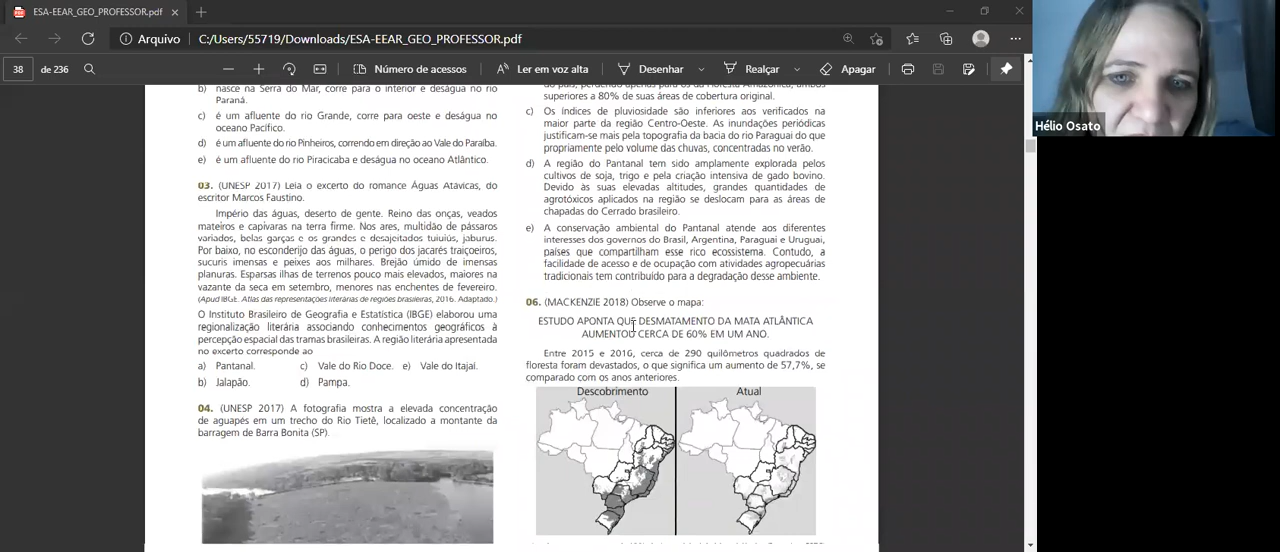 ESA-EEAR_GEO_PROFESSOR.pdf
Arquivo
C:/Users/55719/Downloads/ESA-EEAR_GEO_PROFESSOR.pdf
38
de 236
Número de acessos
Ler em voz alta
Desenhar
Realçar
Apagar
Hélio Osato
b) nasce na Serra do Mar, corre para o interior e deságua no rio
Paraná.
c) é um afluente do rio Grande, corre para oeste e deságua no
oceano Pacífico.
d) é um afluente do rio Pinheiros, correndo em direção ao Vale do Paraíba.
e) é um afluente do rio Piracicaba e deságua no oceano Atlântico.
03. (UNESP 2017) Leia o excerto do romance Águas Atávicas, do
escritor Marcos Faustino.
Império das águas, deserto de gente. Reino das onças, veados
mateiros e capivaras na terra firme. Nos ares, multidão de pássaros
variados, belas garças e os grandes e desajeitados tuiuiús, jaburus.
Por baixo, no esconderijo das águas, o perigo dos jacarés traiçoeiros,
sucuris imensas e peixes aos milhares. Brejão úmido de imensas
planuras. Esparsas ilhas de terrenos pouco mais elevados, maiores na
vazante da seca em setembro, menores nas enchentes de fevereiro.
(Apud IBGE. Atlas das representações literárias de regiões brasileiras, 2016. Adaptado.)
O Instituto Brasileiro de Geografia e Estatística (IBGE) elaborou uma
regionalização literária associando conhecimentos geográficos à
percepção espacial das tramas brasileiras. A região literária apresentada
no excerto corresponde ao
a) Pantanal. c) Vale do Rio Doce. e) Vale do Itajaí.
b) Jalapão. d) Pampa.
04. (UNESP 2017) A fotografia mostra a elevada concentração
de aguapés em um trecho do Rio Tietê, localizado a montante da
barragem de Barra Bonita (SP).
do país, perdendo apenas para os da Floresta Amazônica, ambos
superiores a 80% de suas áreas de cobertura original.
c) Os índices de pluviosidade são inferiores aos verificados na
maior parte da região Centro-Oeste. As inundações periódicas
justificam-se mais pela topografia da bacia do rio Paraguai do que
propriamente pelo volume das chuvas, concentradas no verão.
d) A região do Pantanal tem sido amplamente explorada pelos
cultivos de soja, trigo e pela criação intensiva de gado bovino.
Devido às suas elevadas altitudes, grandes quantidades de
agrotóxicos aplicados na região se deslocam para as áreas de
chapadas do Cerrado brasileiro.
e) A conservação ambiental do Pantanal atende aos diferentes
interesses dos governos do Brasil, Argentina, Paraguai e Uruguai,
países que compartilham esse rico ecossistema. Contudo, a
facilidade de acesso e de ocupação com atividades agropecuárias
tradicionais tem contribuído para a degradação desse ambiente.
06. (MACKENZIE 2018) Observe o mapa:
ESTUDO APONTA QUE DESMATAMENTO DA MATA ATLÂNTICA
AUMENTOU CERCA DE 60% EM UM ANO.
Entre 2015 e 2016, cerca de 290 quilômetros quadrados de
floresta foram devastados, o que significa um aumento de 57,7%, se
comparado com os anos anteriores.
Descobrimento Atual